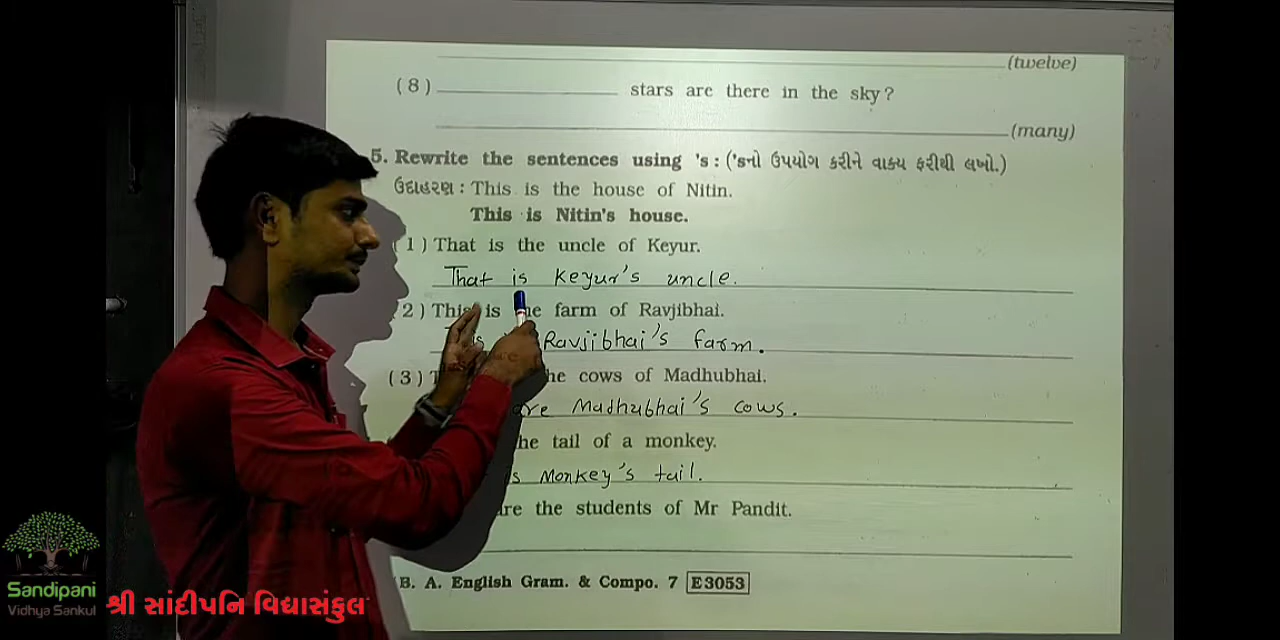 (twelve)
(8) stars are there in the sky?
(many)
5. Rewrite the sentences using 's : ('sનો ઉપયોગ કરીને વાક્ય ફરીથી લખો.)
ઉદાહરણ : This is the house of Nitin.
This is Nitin's house.
(1) That is the uncle of Keyur.
That is Keyur's uncle.
2) This is the farm of Ravjibhai.
is Ravjibhai's farm.
(3) the cows of Madhubhai.
are Madhubhai's cows.
the tail of a monkey.
is Monkey's tail.
are the students of Mr Pandit.
B. A. English Gram. & Compo. 7 E3053
Sandipani
Vidhya Sankul
શ્રી સાંદીપનિ વિદ્યાસંકુલ